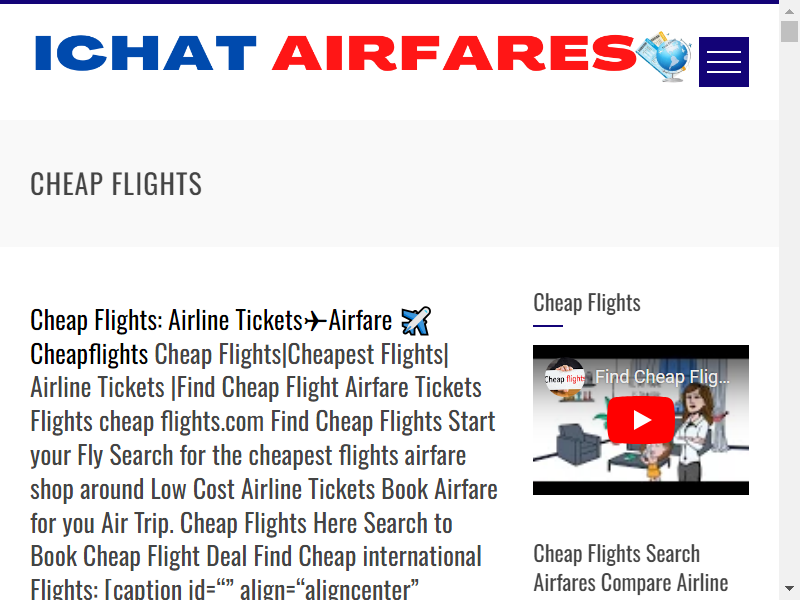 ICHAT AIRFARES
CHEAP FLIGHTS
Cheap Flights: Airline Tickets✈Airfare
Cheapflights Cheap Flights|Cheapest Flights|
Airline Tickets |Find Cheap Flight Airfare Tickets
Flights cheap flights.com Find Cheap Flights Start
your Fly Search for the cheapest flights airfare
shop around Low Cost Airline Tickets Book Airfare
for you Air Trip. Cheap Flights Here Search to
Book Cheap Flight Deal Find Cheap international
Flights: [caption id=“” align=“aligncenter”
Cheap Flights
Cheap flights
Find Cheap Flig...
Cheap Flights Search
Airfares Compare Airline